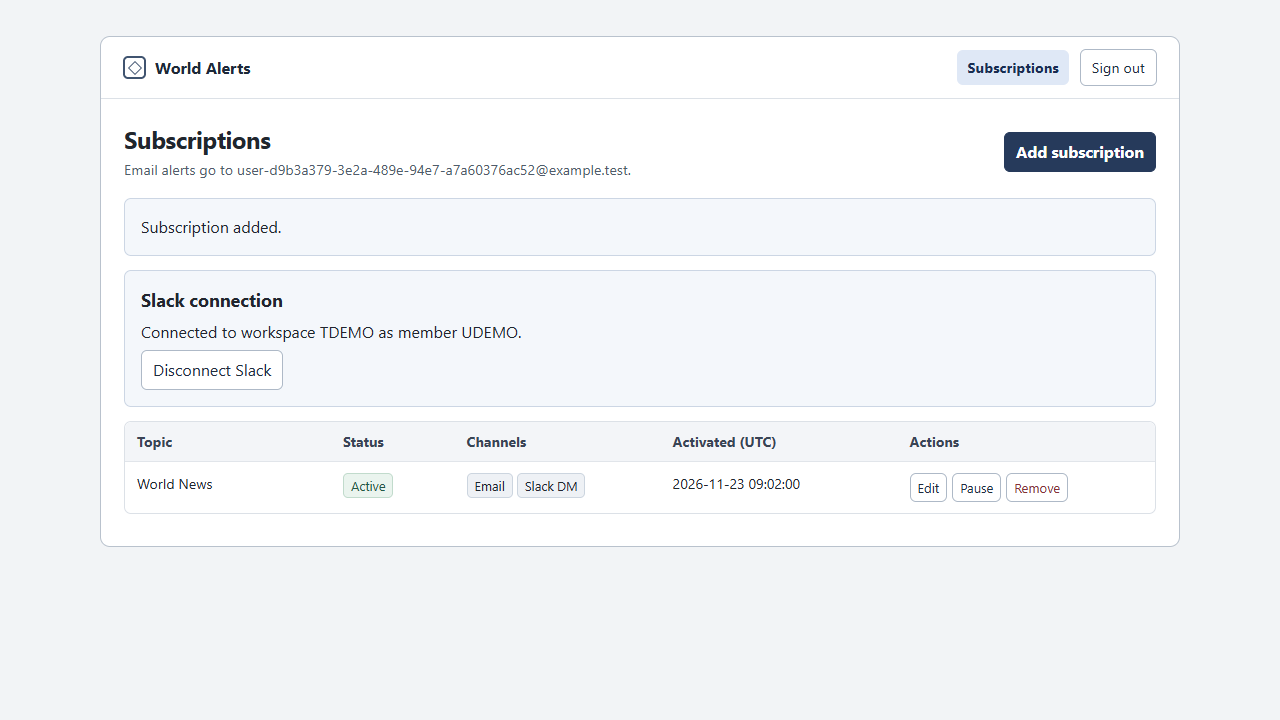 World Alerts
Subscriptions
Sign out
Subscriptions
Email alerts go to user-d9b3a379-3e2a-489e-94e7-a7a60376ac52@example.test.
Add subscription
Subscription added.
Slack connection
Connected to workspace TDEMO as member UDEMO.
Disconnect Slack
Topic Status Channels Activated (UTC) Actions
World News Active Email Slack DM 2026-11-23 09:02:00 Edit Pause Remove